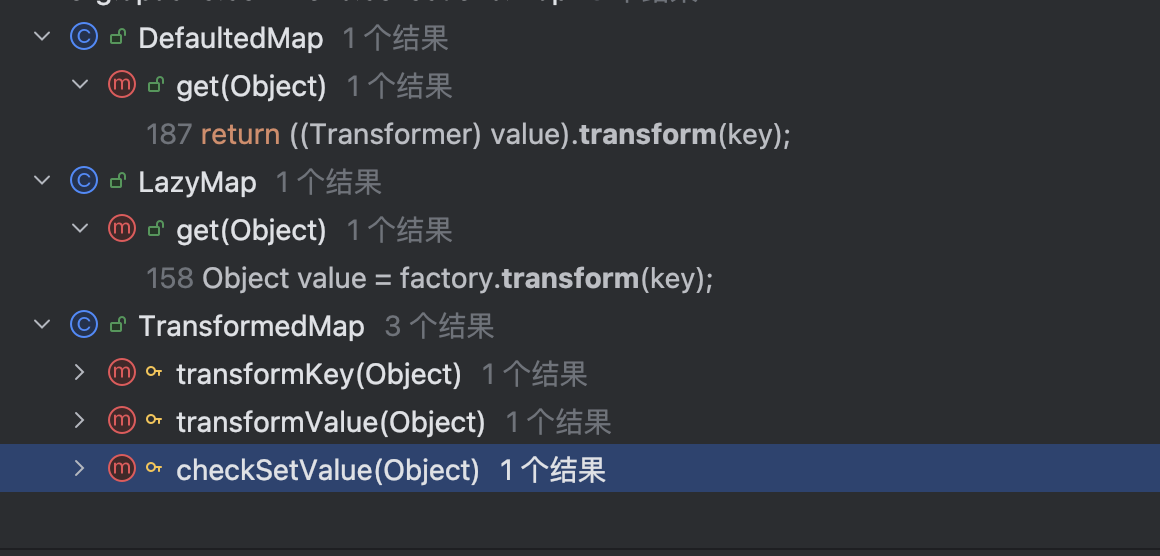 DefaultedMap 1 个结果
get(Object) 1 个结果
187 return ((Transformer) value).transform(key);
LazyMap 1 个结果
get(Object) 1 个结果
158 Object value = factory.transform(key);
TransformedMap 3 个结果
transformKey(Object) 1 个结果
transformValue(Object) 1 个结果
checkSetValue(Object) 1 个结果